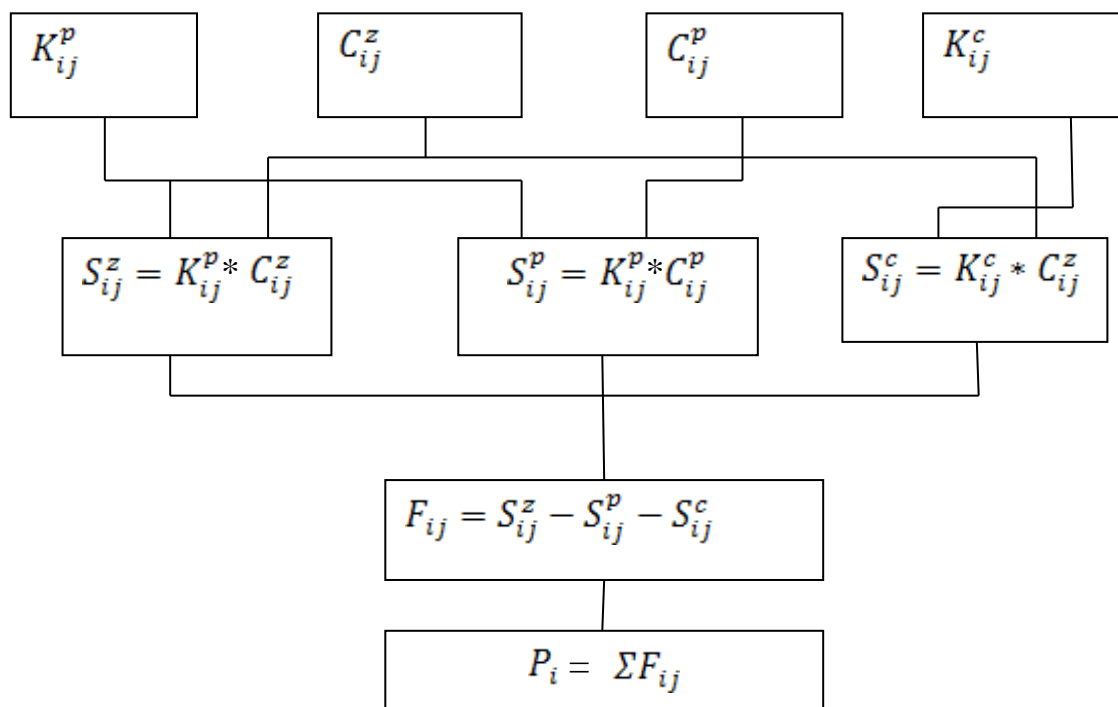 K_{ij}^{p}
C_{ij}^{z}
C_{ij}^{p}
K_{ij}^{c}
S_{ij}^{z} = K_{ij}^{p} * C_{ij}^{z}
S_{ij}^{p} = K_{ij}^{p} * C_{ij}^{p}
S_{ij}^{c} = K_{ij}^{c} * C_{ij}^{z}
F_{ij} = S_{ij}^{z} − S_{ij}^{p} − S_{ij}^{c}
P_{i} = ΣF_{ij}